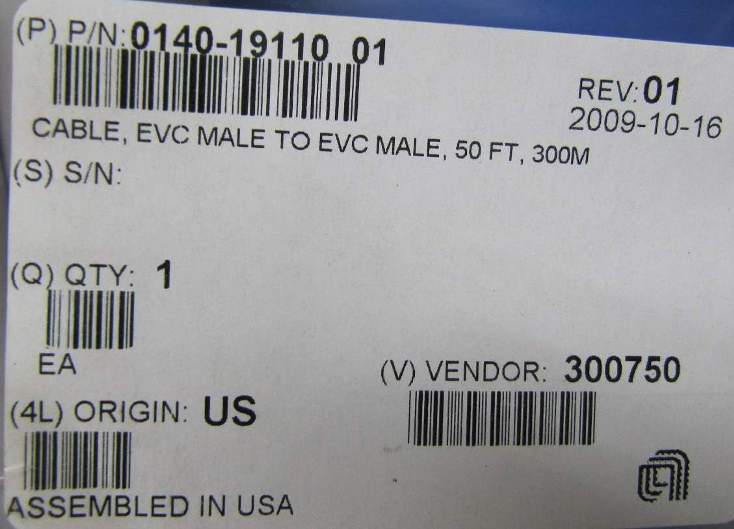 (P) P/N:0140-19110 01
REV:01
2009-10-16
CABLE, EVC MALE TO EVC MALE, 50 FT, 300M
(S) S/N:
(Q) QTY: 1
EA
(V) VENDOR: 300750
(4L) ORIGIN: US
ASSEMBLED IN USA